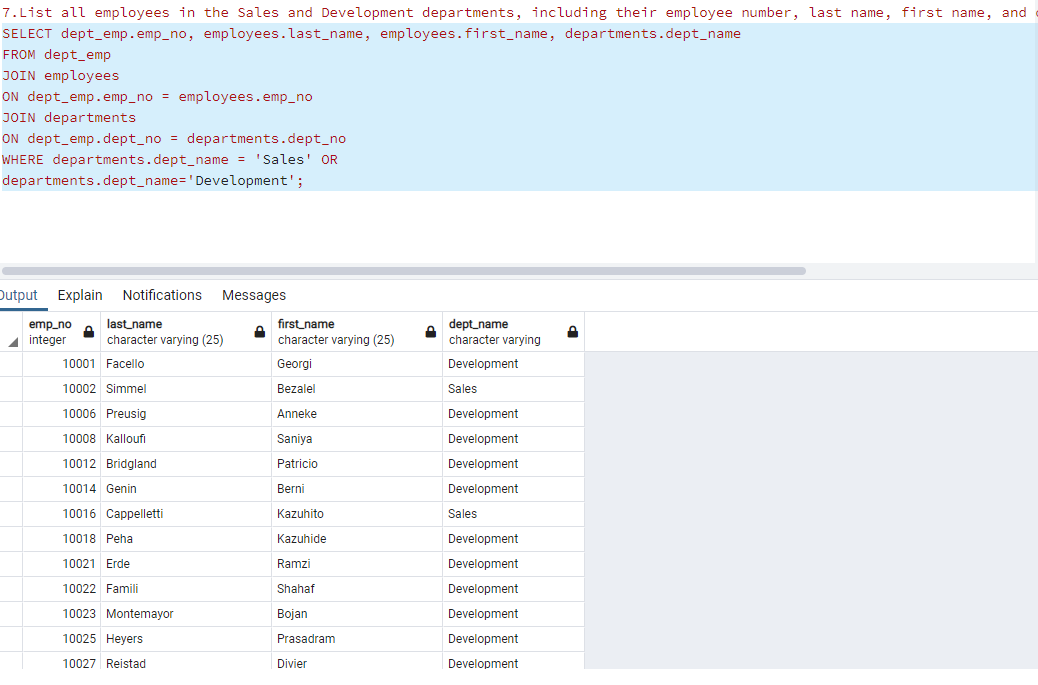 7.List all employees in the Sales and Development departments, including their employee number, last name, first name, and
SELECT dept_emp.emp_no, employees.last_name, employees.first_name, departments.dept_name
FROM dept_emp
JOIN employees
ON dept_emp.emp_no = employees.emp_no
JOIN departments
ON dept_emp.dept_no = departments.dept_no
WHERE departments.dept_name = 'Sales' OR
departments.dept_name='Development';
Output Explain Notifications Messages
emp_no last_name first_name dept_name
integer character varying (25) character varying (25) character varying
10001 Facello Georgi Development
10002 Simmel Bezalel Sales
10006 Preusig Anneke Development
10008 Kalloufi Saniya Development
10012 Bridgland Patricio Development
10014 Genin Berni Development
10016 Cappelletti Kazuhito Sales
10018 Peha Kazuhide Development
10021 Erde Ramzi Development
10022 Famili Shahaf Development
10023 Montemayor Bojan Development
10025 Heyers Prasadram Development
10027 Reistad Divier Development